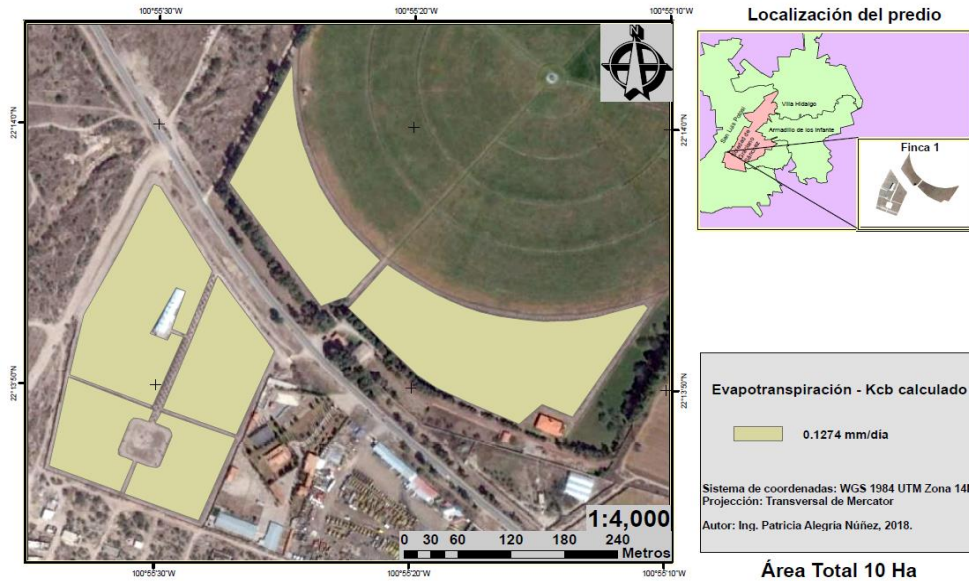 100°55'30"W
100°55'20"W
100°55'10"W
Localización del predio
San Luis Potosí
Villa Hidalgo
Armadillo de los Infante
Finca 1
22°14'0"N
22°14'0"N
22°13'50"N
22°13'50"N
Evapotranspiración - Kcb calculado
0.1274 mm/día
Sistema de coordenadas: WGS 1984 UTM Zona 14
Projección: Transversal de Mercator
Autor: Ing. Patricia Alegría Núñez, 2018.
1:4,000
0 30 60 120 180 240
Metros
100°55'30"W
100°55'20"W
100°55'10"W
Área Total 10 Ha